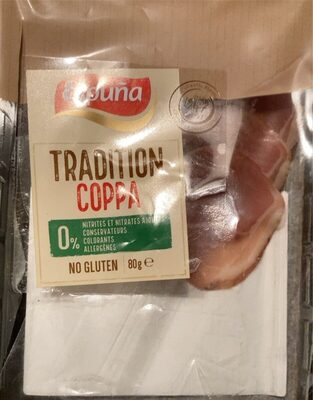 TRADITION
COPPA
0%
NITRITES ET NITRATES
CONSERVATEURS
COLORANTS
ALLERGÈNES
NO GLUTEN 80g e